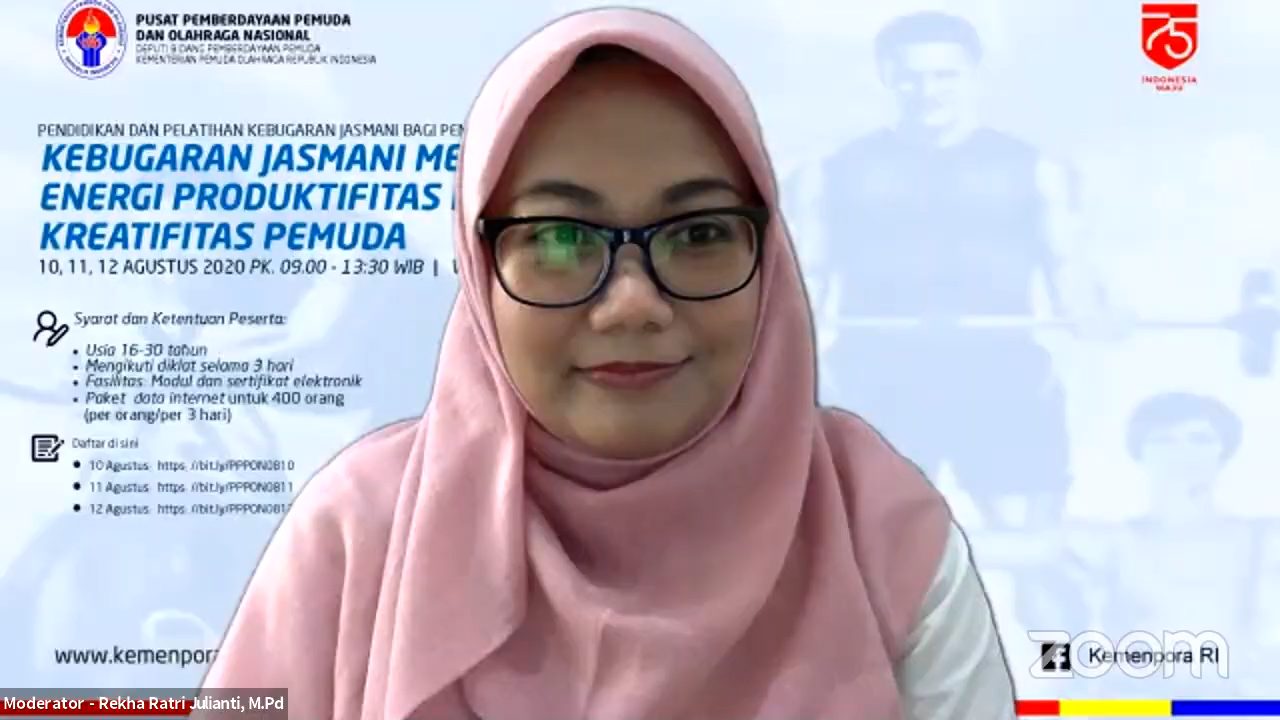 PUSAT PEMBERDAYAAN PEMUDA
DAN OLAHRAGA NASIONAL
DEPUTI BIDANG PEMBERDAYAAN PEMUDA
KEMENTERIAN PEMUDA OLAHRAGA REPUBLIK INDONESIA
75
INDONESIA
MAJU
PENDIDIKAN DAN PELATIHAN KEBUGARAN JASMANI BAGI PEM
KEBUGARAN JASMANI ME
ENERGI PRODUKTIFITAS
KREATIFITAS PEMUDA
10, 11, 12 AGUSTUS 2020 PK. 09.00 - 13:30 WIB |
Syarat dan Ketentuan Peserta:
• Usia 16-30 tahun
• Mengikuti diklat selama 3 hari
• Fasilitas: Modul dan sertifikat elektronik
• Paket data internet untuk 400 orang
(per orang/per 3 hari)
Daftar di sini
• 10 Agustus https://bit.ly/PPPON0810
• 11 Agustus https://bit.ly/PPPON0811
• 12 Agustus https://bit.ly/PPPON081
www.kemenpora
Kemenpora RI
zoom
Moderator - Rekha Ratri Julianti, M.Pd